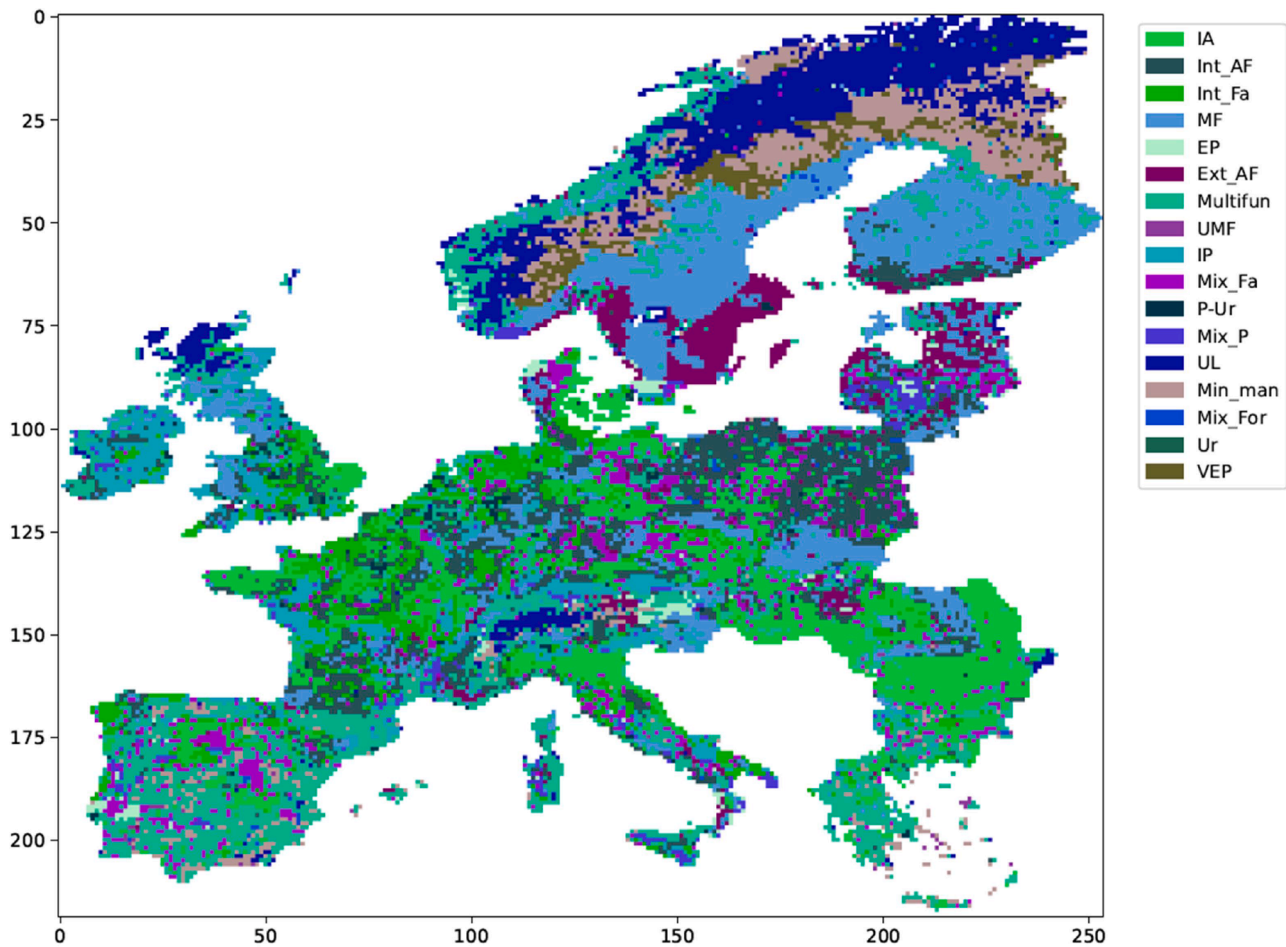 0
25
50
75
100
125
150
175
200
0 50 100 150 200 250
IA
Int_AF
Int_Fa
MF
EP
Ext_AF
Multifun
UMF
IP
Mix_Fa
P-Ur
Mix_P
UL
Min_man
Mix_For
Ur
VEP